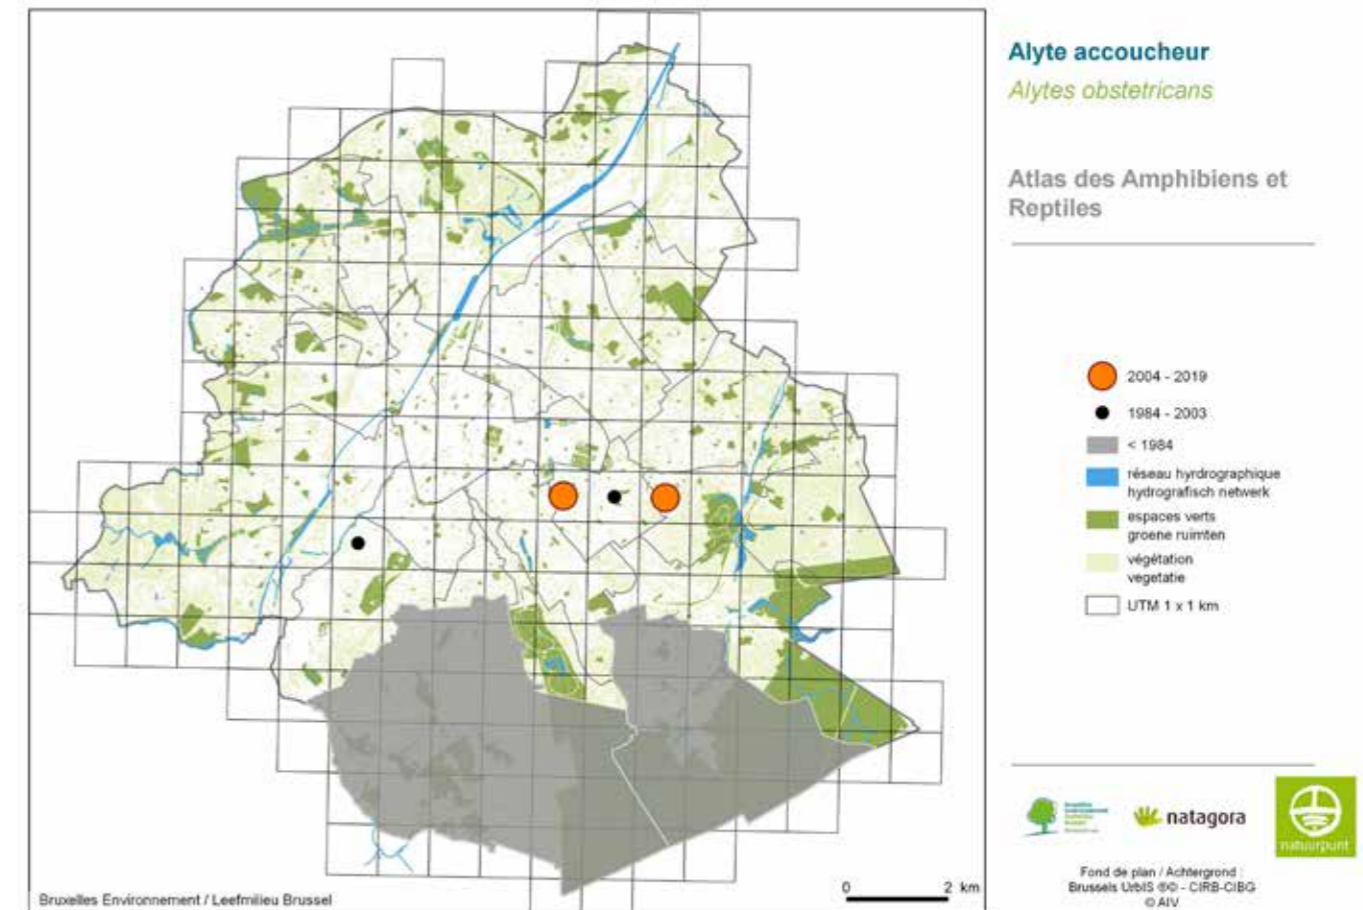 Alyte accoucheur
Alytes obstetricans
Atlas des Amphibiens et
Reptiles
2004 - 2019
1984 - 2003
< 1984
réseau hyrdrographique
hydrografisch netwerk
espaces verts
groene ruimten
végétation
vegetatie
UTM 1 x 1 km
natagora
natuurpunt
Fond de plan / Achtergrond :
Brussels UrbIS ®© - CIRB-CIBG
© AIV
0 2 km
Bruxelles Environnement / Leefmilieu Brussel